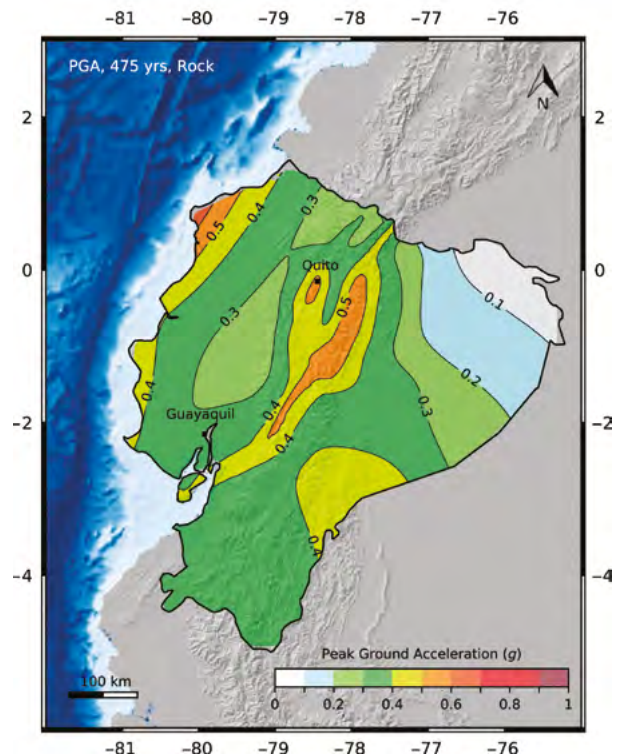 −81 −80 −79 −78 −77 −76
PGA, 475 yrs, Rock
N
2 2
0.3
0.4
0.5
0 Quito 0
0.1
0.5
0.3
0.2
0.4 0.4 0.3
Guayaquil
−2 0.4 −2
0.4
−4 −4
Peak Ground Acceleration (g)
100 km
0 0.2 0.4 0.6 0.8 1
−81 −80 −79 −78 −77 −76